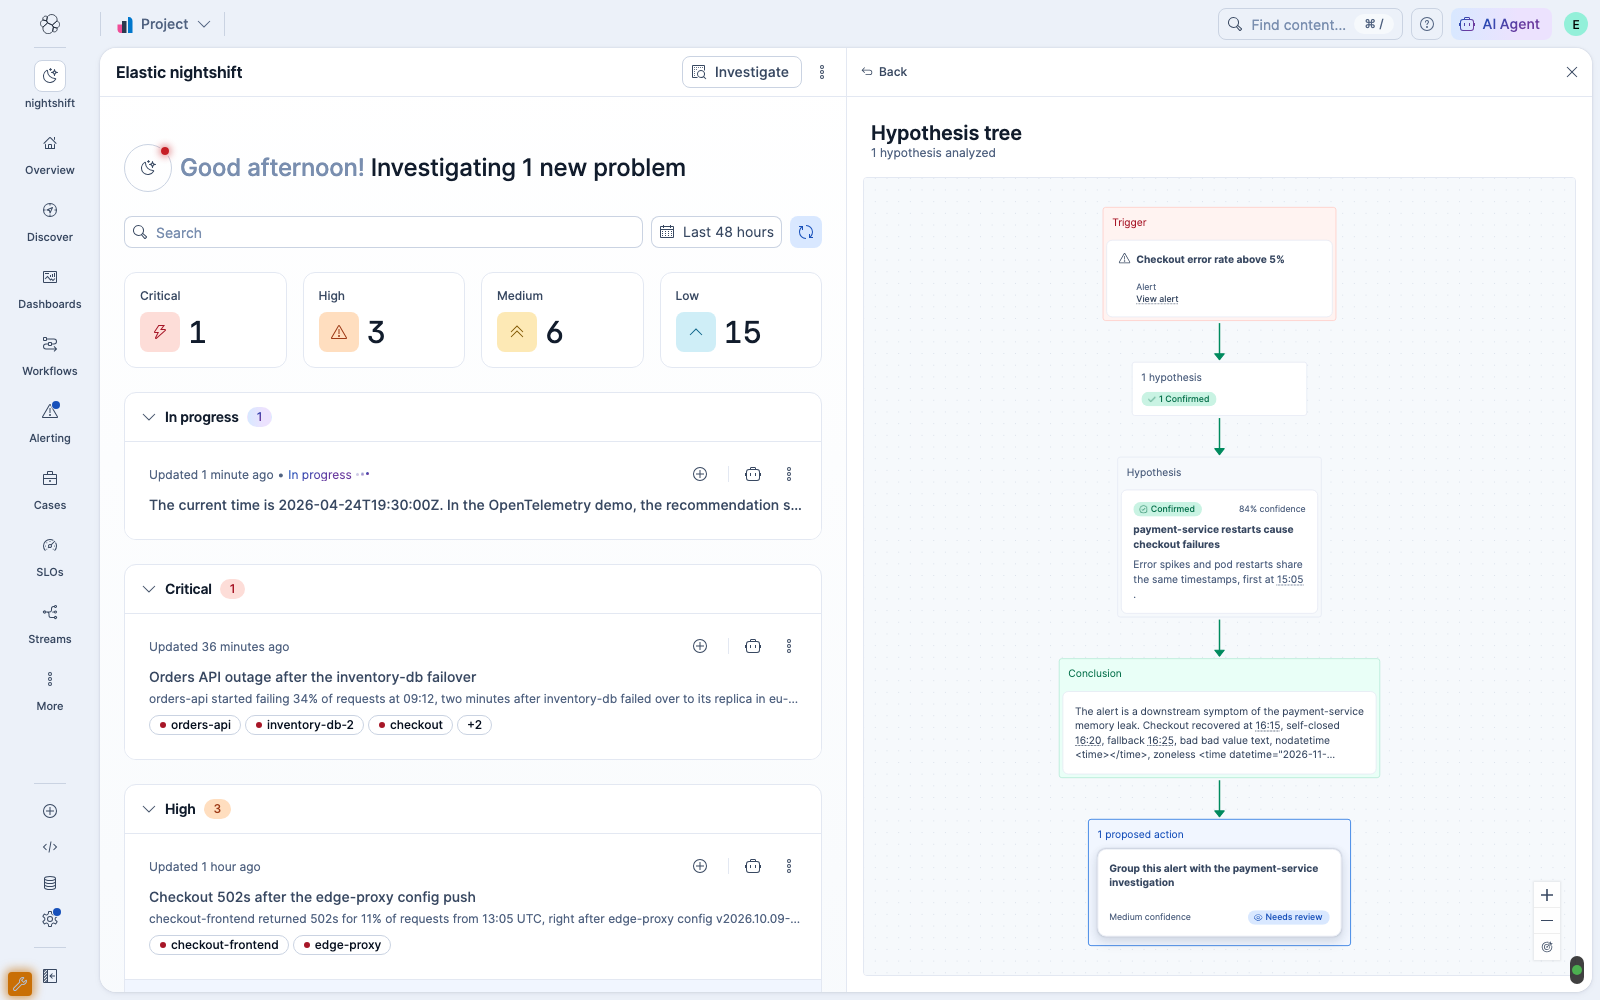 Project
Find content...
⌘ /
AI Agent
E
nightshift
Overview
Discover
Dashboards
Workflows
Alerting
Cases
SLOs
Streams
More
Elastic nightshift
Investigate
Good afternoon! Investigating 1 new problem
Search
Last 48 hours
Critical
1
High
3
Medium
6
Low
15
In progress 1
Updated 1 minute ago • In progress
The current time is 2026-04-24T19:30:00Z. In the OpenTelemetry demo, the recommendation s...
Critical 1
Updated 36 minutes ago
Orders API outage after the inventory-db failover
orders-api started failing 34% of requests at 09:12, two minutes after inventory-db failed over to its replica in eu-...
orders-api inventory-db-2 checkout +2
High 3
Updated 1 hour ago
Checkout 502s after the edge-proxy config push
checkout-frontend returned 502s for 11% of requests from 13:05 UTC, right after edge-proxy config v2026.10.09-...
checkout-frontend edge-proxy
Back
Hypothesis tree
1 hypothesis analyzed
Trigger
Checkout error rate above 5%
Alert
View alert
1 hypothesis
1 Confirmed
Hypothesis
Confirmed 84% confidence
payment-service restarts cause
checkout failures
Error spikes and pod restarts share
the same timestamps, first at 15:05
.
Conclusion
The alert is a downstream symptom of the payment-service
memory leak. Checkout recovered at 16:15, self-closed
16:20, fallback 16:25, bad bad value text, nodatetime
<time></time>, zoneless <time datetime="2026-11-...
1 proposed action
Group this alert with the payment-service
investigation
Medium confidence Needs review